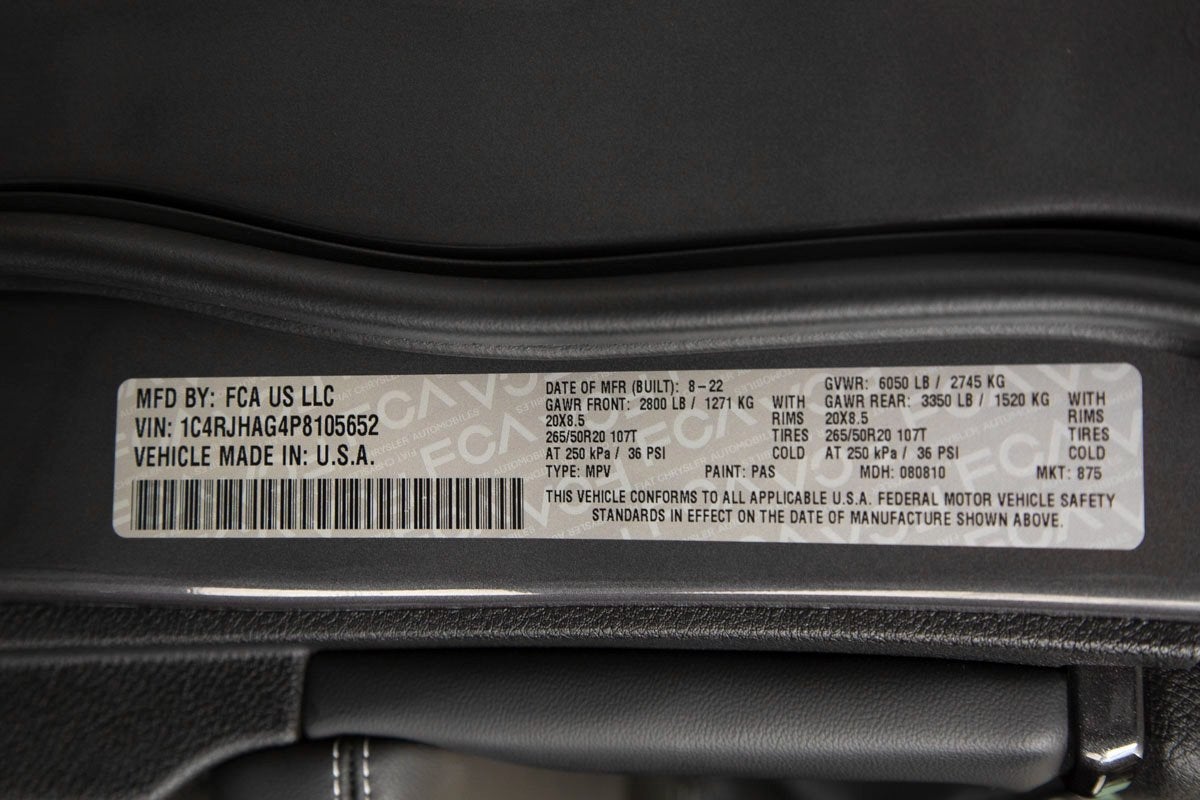 MFD BY: FCA US LLC
VIN: 1C4RJHAG4P8105652
VEHICLE MADE IN: U.S.A.
DATE OF MFR (BUILT): 8-22 GVWR: 6050 LB / 2745 KG
GAWR FRONT: 2800 LB / 1271 KG WITH GAWR REAR: 3350 LB / 1520 KG WITH
20X8.5 RIMS 20X8.5 RIMS
265/50R20 107T TIRES 265/50R20 107T TIRES
AT 250 kPa / 36 PSI COLD AT 250 kPa / 36 PSI COLD
TYPE: MPV PAINT: PAS MDH: 080810 MKT: 875
THIS VEHICLE CONFORMS TO ALL APPLICABLE U.S.A. FEDERAL MOTOR VEHICLE SAFETY
STANDARDS IN EFFECT ON THE DATE OF MANUFACTURE SHOWN ABOVE.